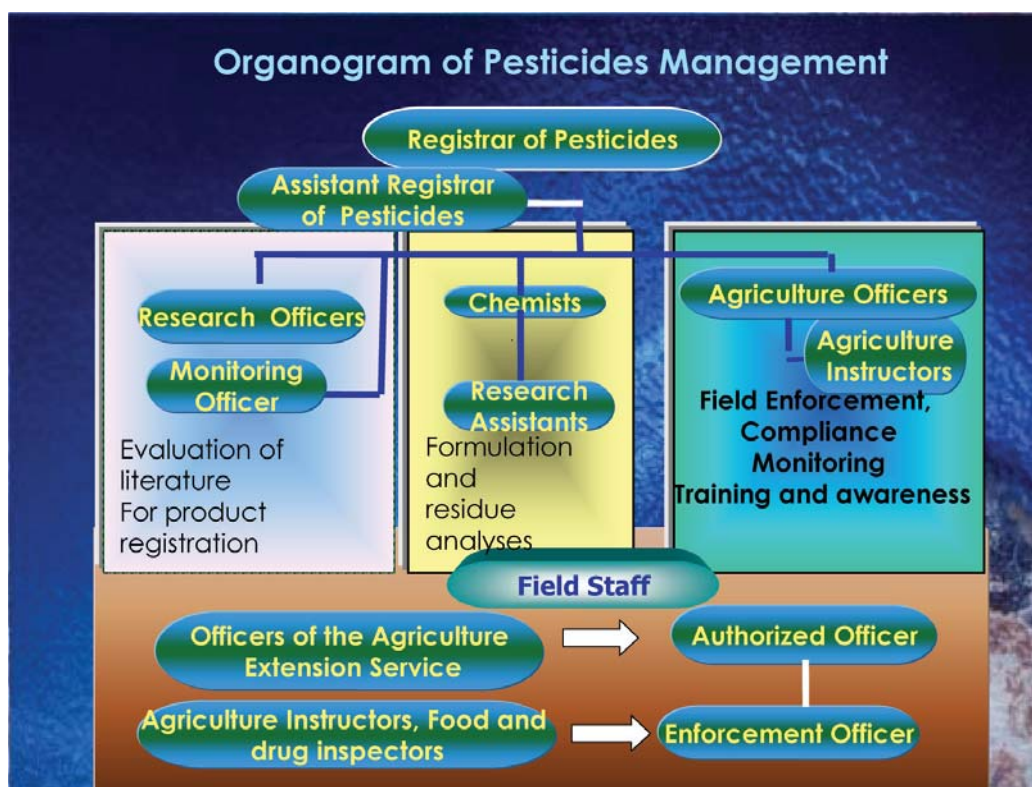 Organogram of Pesticides Management
Registrar of Pesticides
Assistant Registrar
of Pesticides
Research Officers
Monitoring
Officer
Evaluation of
literature
For product
registration
Chemists
Research
Assistants
Formulation
and
residue
analyses
Agriculture Officers
Agriculture
Instructors
Field Enforcement,
Compliance
Monitoring
Training and awareness
Field Staff
Officers of the Agriculture
Extension Service
Authorized Officer
Agriculture Instructors, Food and
drug inspectors
Enforcement Officer